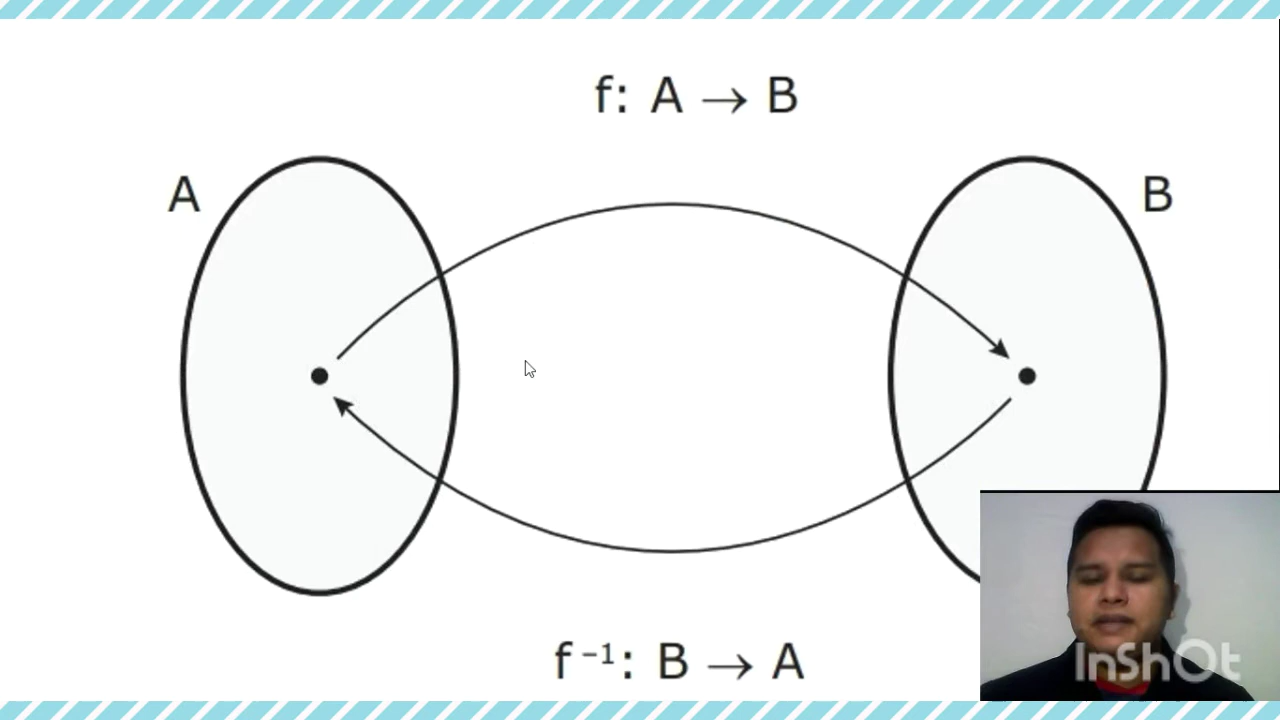 f: A → B
A
B
f⁻¹: B → A
InShOt